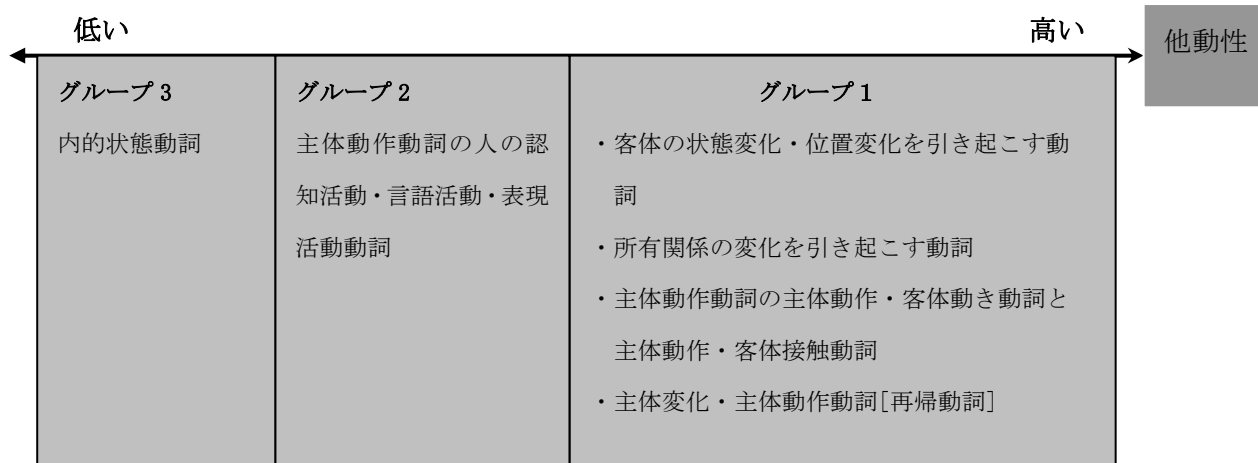 低い
高い
他動性
グループ 3
内的状態動詞
グループ 2
主体動作動詞の人の認
知活動・言語活動・表現
活動動詞
グループ 1
・客体の状態変化・位置変化を引き起こす動
詞
・所有関係の変化を引き起こす動詞
・主体動作動詞の主体動作・客体動き動詞と
主体動作・客体接触動詞
・主体変化・主体動作動詞[再帰動詞]